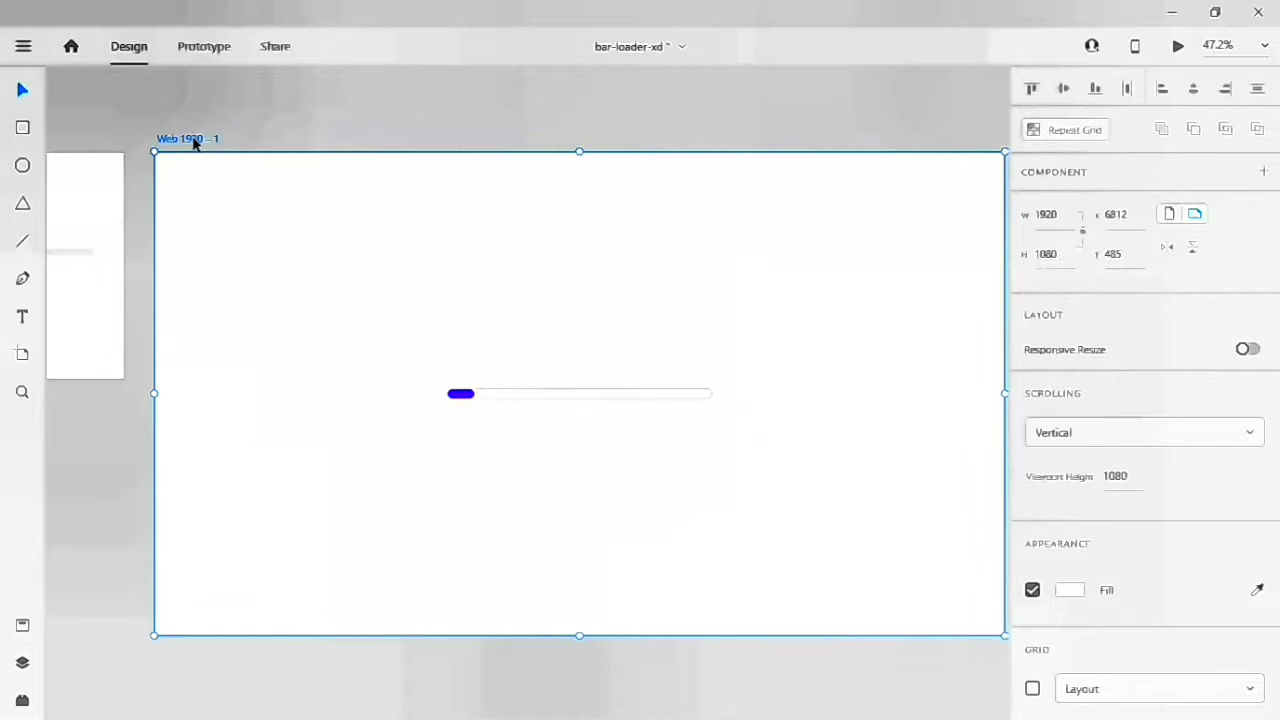 Design Prototype Share bar-loader-xd * 47.2%
Web 1920 – 1
Repeat Grid
COMPONENT
W 1920 X 6812
H 1080 Y 485
LAYOUT
Responsive Resize
SCROLLING
Vertical
Viewport Height 1080
APPEARANCE
Fill
GRID
Layout